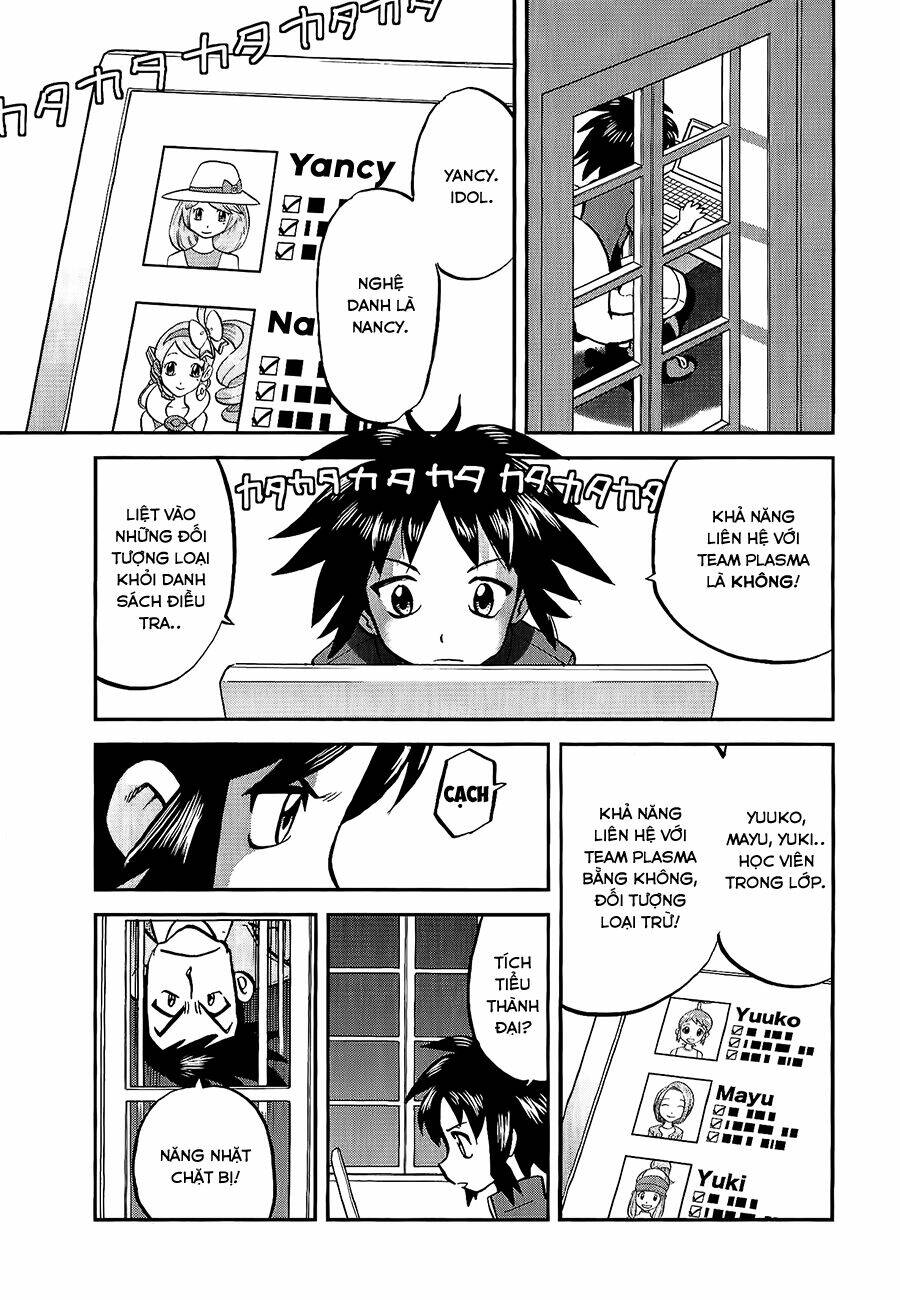 カタカタカタカタカタ
YANCY.
IDOL.
NGHỆ
DANH LÀ
NANCY.
Yancy
Na
KHẢ NĂNG
LIÊN HỆ VỚI
TEAM PLASMA
LÀ KHÔNG!
カタカタカタカタカタカタ
LIỆT VÀO
NHỮNG ĐỐI
TƯỢNG LOẠI
KHỎI DANH
SÁCH ĐIỀU
TRA..
YUUKO,
MAYU, YUKI..
HỌC VIÊN
TRONG LỚP.
KHẢ NĂNG
LIÊN HỆ VỚI
TEAM PLASMA
BẰNG KHÔNG,
ĐỐI TƯỢNG
LOẠI TRỪ!
Yuuko
Mayu
Yuki
CẠCH
TÍCH
TIỂU
THÀNH
ĐẠI?
NĂNG NHẶT
CHẶT BỊ!